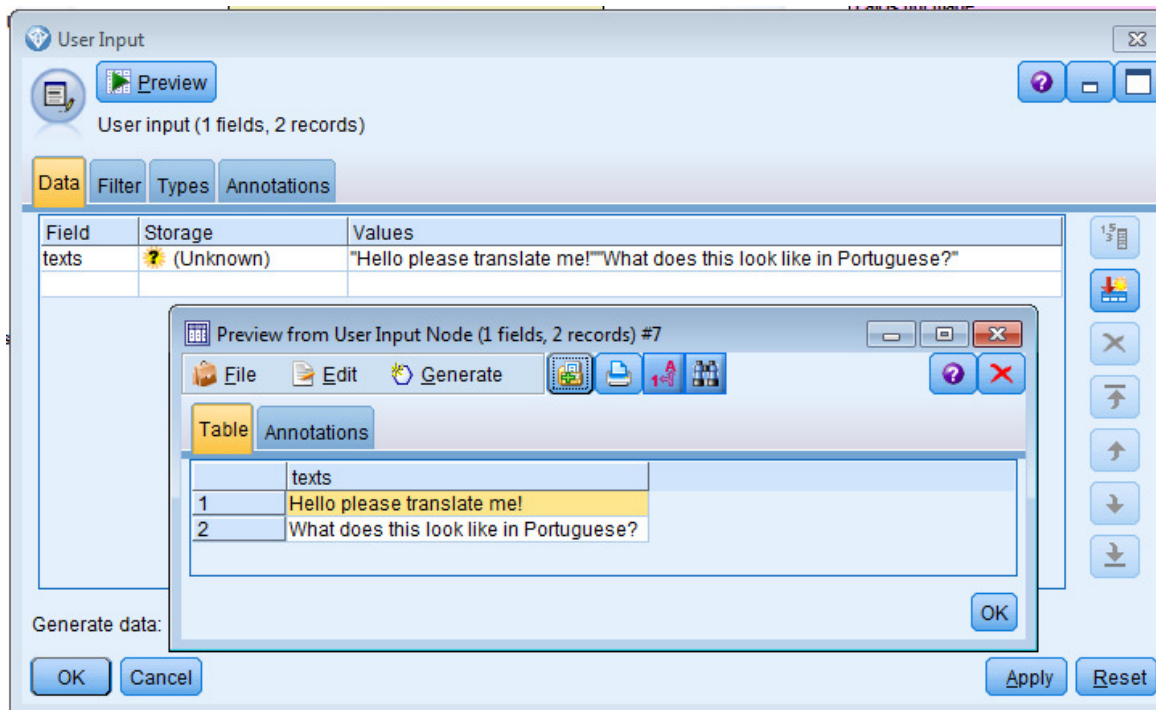 User Input
Preview
User input (1 fields, 2 records)
Data Filter Types Annotations
Field Storage Values
texts (Unknown) "Hello please translate me!""What does this look like in Portuguese?"
Preview from User Input Node (1 fields, 2 records) #7
File Edit Generate
Table Annotations
texts
1 Hello please translate me!
2 What does this look like in Portuguese?
OK
Generate data:
OK Cancel Apply Reset